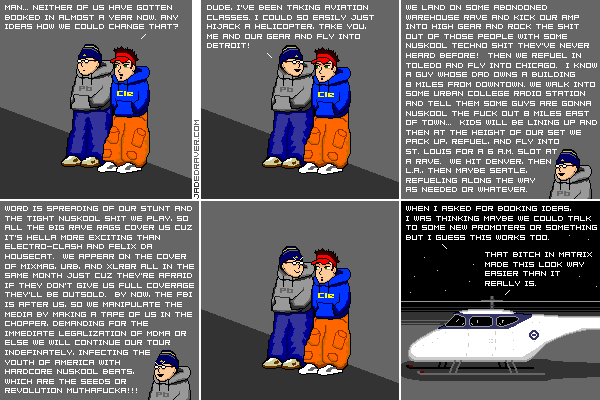 MAN... NEITHER OF US HAVE GOTTEN
BOOKED IN ALMOST A YEAR NOW. ANY
IDEAS HOW WE COULD CHANGE THAT?
Pb
Cle
JADEDRAVER.COM
DUDE, I'VE BEEN TAKING AVIATION
CLASSES. I COULD SO EASILY JUST
HIJACK A HELICOPTER, TAKE YOU,
ME AND OUR GEAR AND FLY INTO
DETROIT!
Pb
Cle
WE LAND ON SOME ABONDONED
WAREHOUSE RAVE AND KICK OUR AMP
INTO HIGH GEAR AND ROCK THE SHIT
OUT OF THOSE PEOPLE WITH SOME
NUSKOOL TECHNO SHIT THEY'VE NEVER
HEARD BEFORE! THEN WE REFUEL IN
TOLEDO AND FLY INTO CHICAGO. I KNOW
A GUY WHOSE DAD OWNS A BUILDING
8 MILES FROM DOWNTOWN. WE WALK INTO
SOME URBAN COLLEGE RADIO STATION
AND TELL THEM SOME GUYS ARE GONNA
NUSKOOL THE FUCK OUT 8 MILES EAST
OF TOWN... KIDS WILL BE LINING UP AND
THEN AT THE HEIGHT OF OUR SET WE
PACK UP, REFUEL, AND FLY INTO
ST. LOUIS FOR A 6 A.M. SLOT AT
A RAVE. WE HIT DENVER, THEN
L.A., THEN MAYBE SEATLE,
REFUELING ALONG THE WAY
AS NEEDED OR WHATEVER.
Pb
WORD IS SPREADING OF OUR STUNT AND
THE TIGHT NUSKOOL SHIT WE PLAY, SO
ALL THE BIG RAVE RAGS COVER US CUZ
IT'S HELLA MORE EXCITING THAN
ELECTRO-CLASH AND FELIX DA
HOUSECAT. WE APPEAR ON THE COVER
OF MIXMAG, URB, AND XLR8R ALL IN THE
SAME MONTH JUST CUZ THEY'RE AFRAID
IF THEY DON'T GIVE US FULL COVERAGE
THEY'LL BE OUTSOLD. BY NOW, THE FBI
IS AFTER US, SO WE MANIPULATE THE
MEDIA BY MAKING A TAPE OF US IN THE
CHOPPER, DEMANDING FOR THE
IMMEDIATE LEGALIZATION OF MDMA OR
ELSE WE WILL CONTINUE OUR TOUR
INDEFINATELY, INFECTING THE
YOUTH OF AMERICA WITH
HARDCORE NUSKOOL BEATS,
WHICH ARE THE SEEDS OR
REVOLUTION MUTHAFUCKA!!!
Pb
Pb
Cle
WHEN I ASKED FOR BOOKING IDEAS,
I WAS THINKING MAYBE WE COULD TALK
TO SOME NEW PROMOTERS OR SOMETHING
BUT I GUESS THIS WORKS TOO.
THAT BITCH IN MATRIX
MADE THIS LOOK WAY
EASIER THAN IT
REALLY IS.